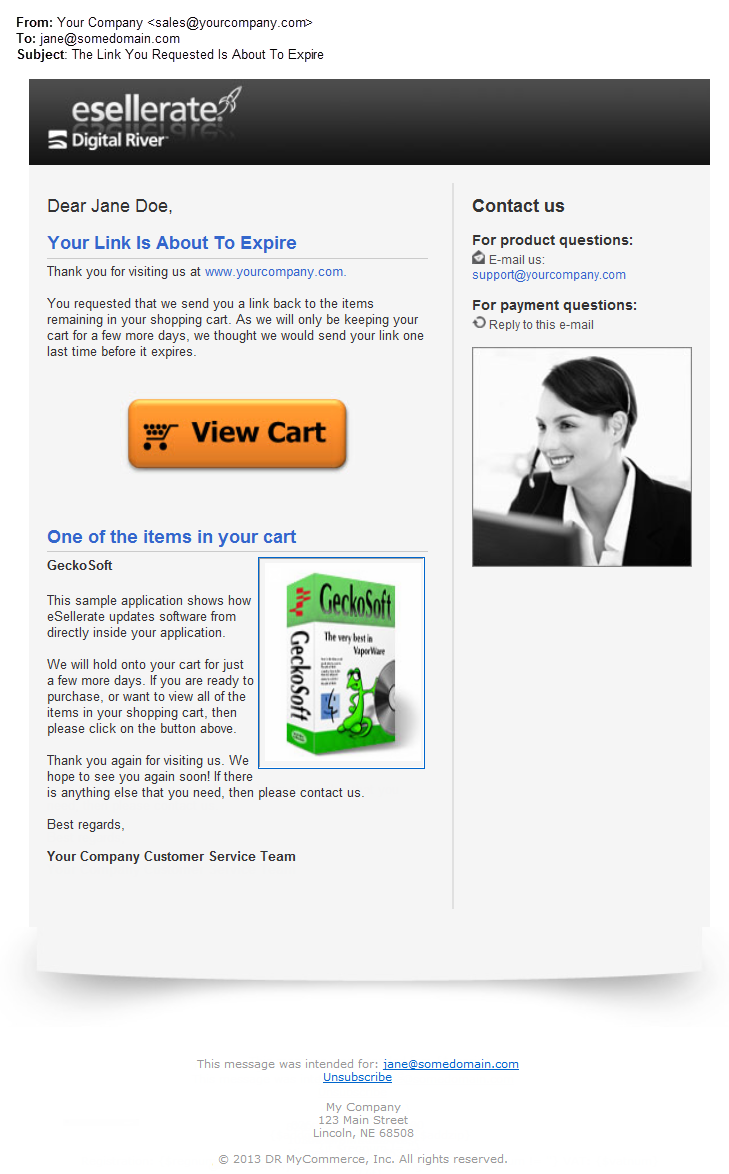 From: Your Company <sales@yourcompany.com>
To: jane@somedomain.com
Subject: The Link You Requested Is About To Expire
esellerate.
Digital River
Dear Jane Doe,
Your Link Is About To Expire
Thank you for visiting us at www.yourcompany.com.
You requested that we send you a link back to the items
remaining in your shopping cart. As we will only be keeping your
cart for a few more days, we thought we would send your link one
last time before it expires.
View Cart
One of the items in your cart
GeckoSoft
This sample application shows how
eSellerate updates software from
directly inside your application.
We will hold onto your cart for just
a few more days. If you are ready to
purchase, or want to view all of the
items in your shopping cart, then
please click on the button above.
Thank you again for visiting us. We
hope to see you again soon! If there
is anything else that you need, then please contact us.
Best regards,
Your Company Customer Service Team
GeckoSoft
The very best in
VaporWare
GeckoSoft
Contact us
For product questions:
E-mail us:
support@yourcompany.com
For payment questions:
Reply to this e-mail
This message was intended for: jane@somedomain.com
Unsubscribe
My Company
123 Main Street
Lincoln, NE 68508
© 2013 DR MyCommerce, Inc. All rights reserved.